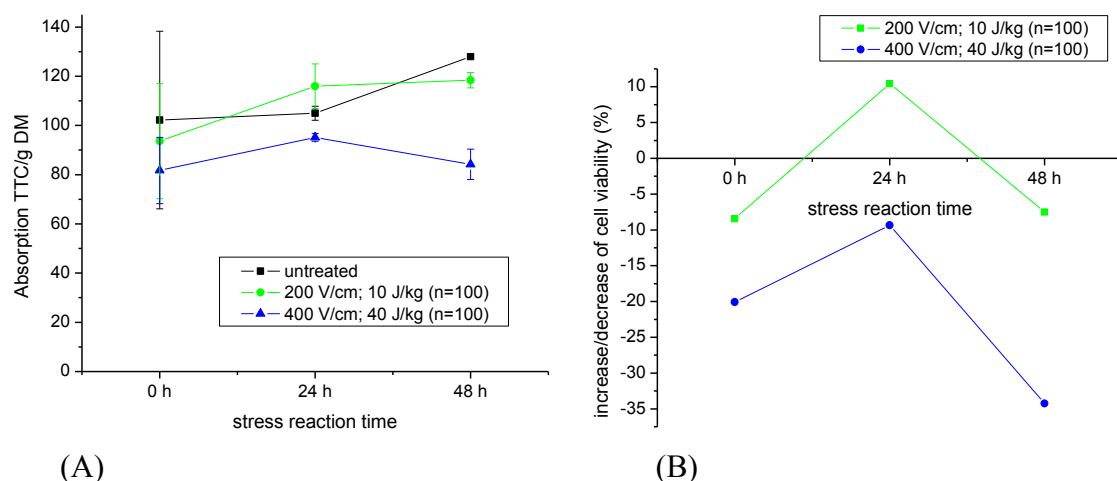 140
120
100
80
60
40
20
0
Absorption TTC/g DM
untreated
200 V/cm; 10 J/kg (n=100)
400 V/cm; 40 J/kg (n=100)
0 h
24 h
48 h
stress reaction time
(A)
200 V/cm; 10 J/kg (n=100)
400 V/cm; 40 J/kg (n=100)
10
5
0
-5
-10
-15
-20
-25
-30
-35
increase/decrease of cell viability (%)
0 h
24 h
48 h
stress reaction time
(B)